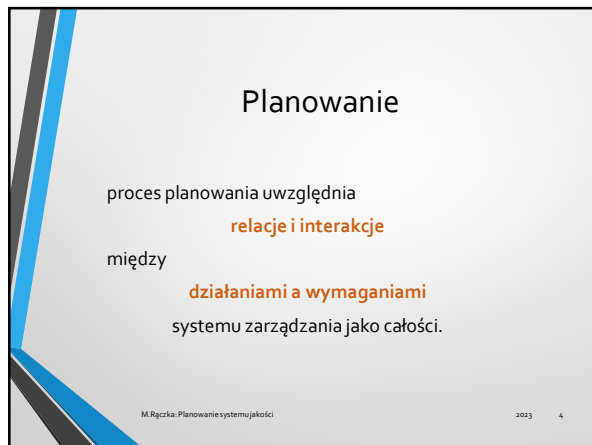 Planowanie
proces planowania uwzględnia
relacje i interakcje
między
działaniami a wymaganiami
systemu zarządzania jako całości.
M.Rączka: Planowanie systemu jakości 2023 4